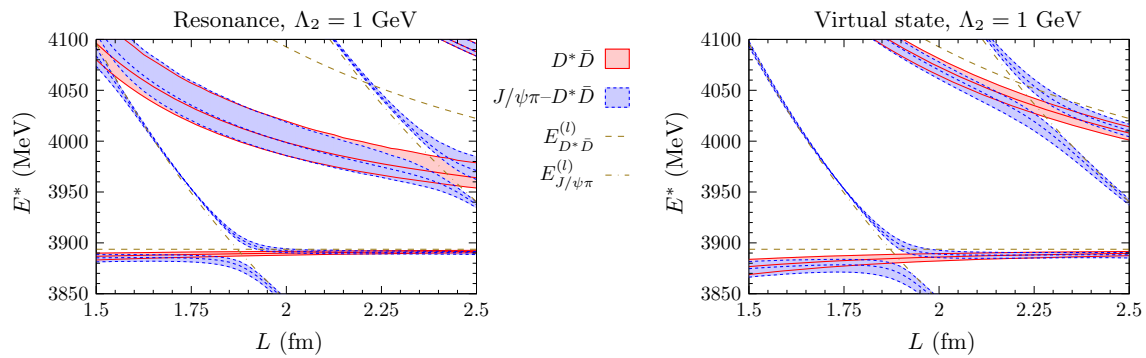 Resonance, Λ₂ = 1 GeV
4100
4050
4000
3950
3900
3850
E* (MeV)
1.5
1.75
2
2.25
2.5
L (fm)
D*D̄
J/ψπ–D*D̄
E_{D*D̄}^{(l)}
E_{J/ψπ}^{(l)}
Virtual state, Λ₂ = 1 GeV
4100
4050
4000
3950
3900
3850
E* (MeV)
1.5
1.75
2
2.25
2.5
L (fm)